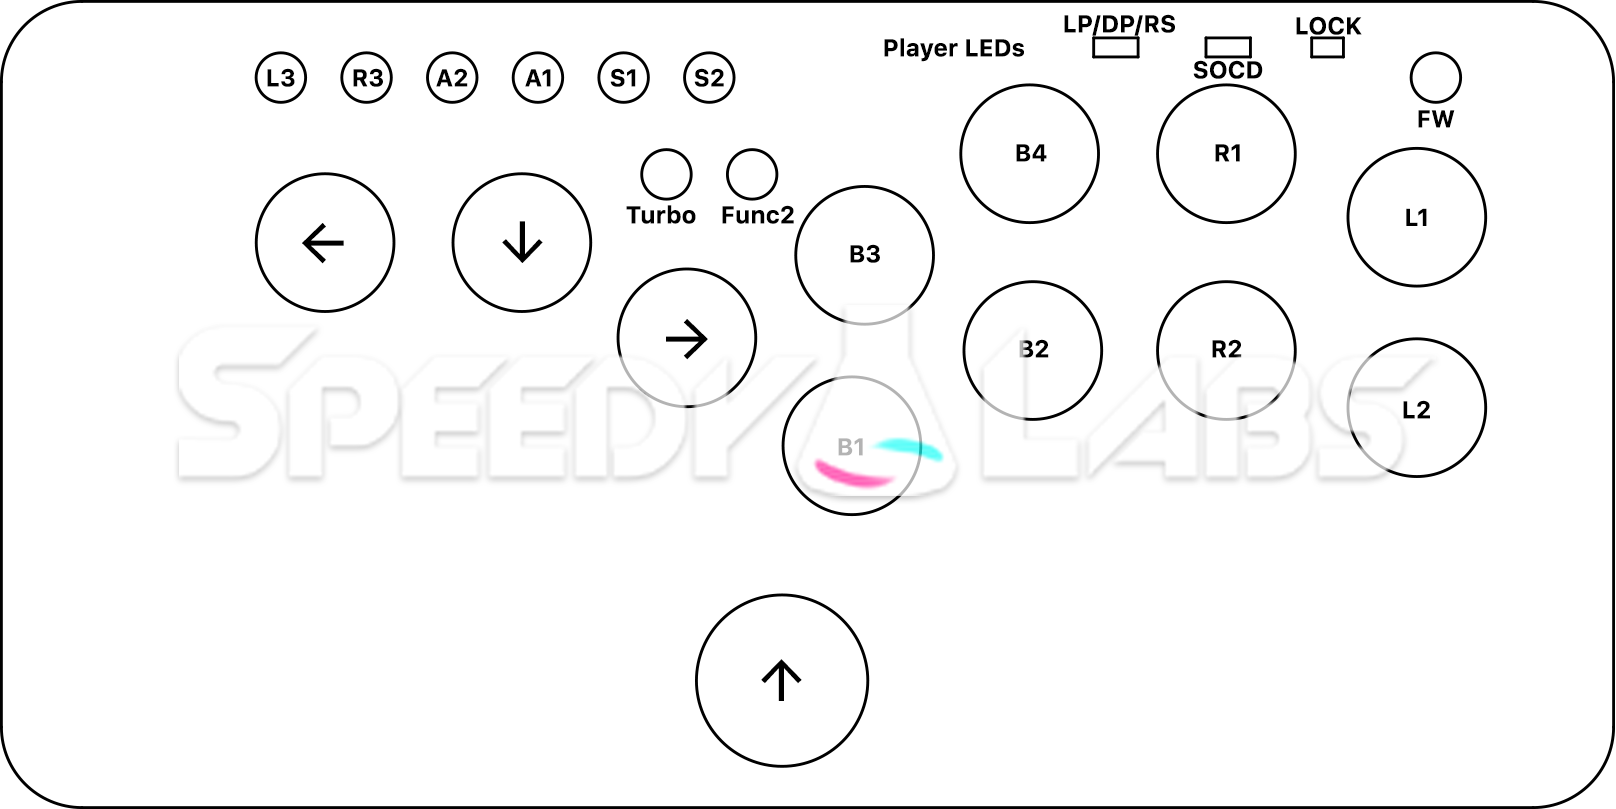 LP/DP/RS
LOCK
Player LEDs
SOCD
L3 R3 A2 A1 S1 S2
FW
B4 R1
Turbo Func2
L1
B3
B2 R2
SPEEDY LABS
L2
B1